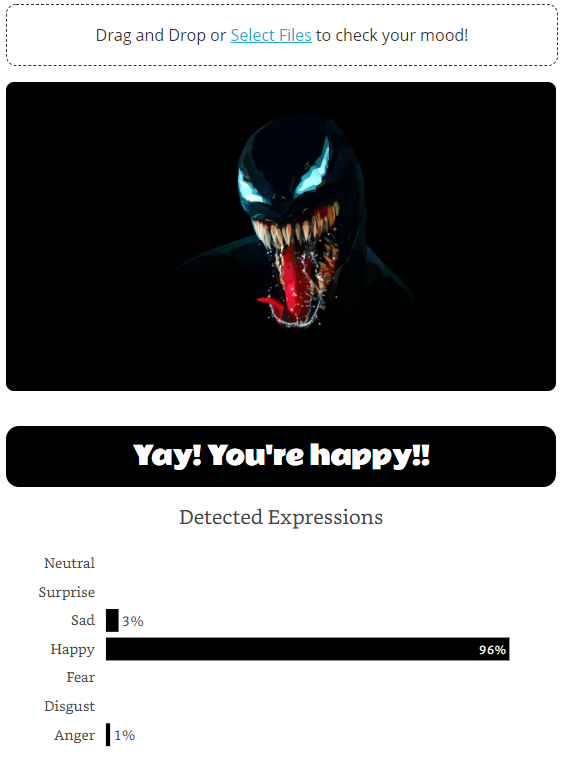 Drag and Drop or Select Files to check your mood!
Yay! You're happy!!
Detected Expressions
Neutral
Surprise
Sad 3%
Happy 96%
Fear
Disgust
Anger 1%